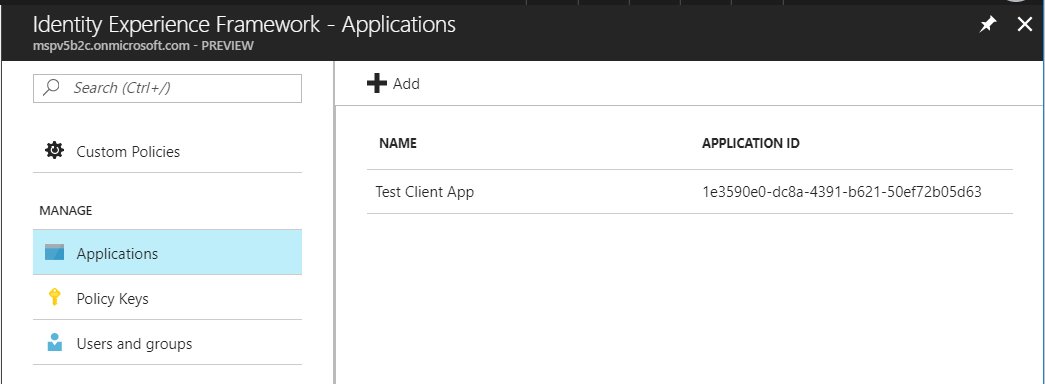 Identity Experience Framework - Applications
mspv5b2c.onmicrosoft.com - PREVIEW
Search (Ctrl+/)
Add
Custom Policies
NAME
APPLICATION ID
MANAGE
Test Client App
1e3590e0-dc8a-4391-b621-50ef72b05d63
Applications
Policy Keys
Users and groups